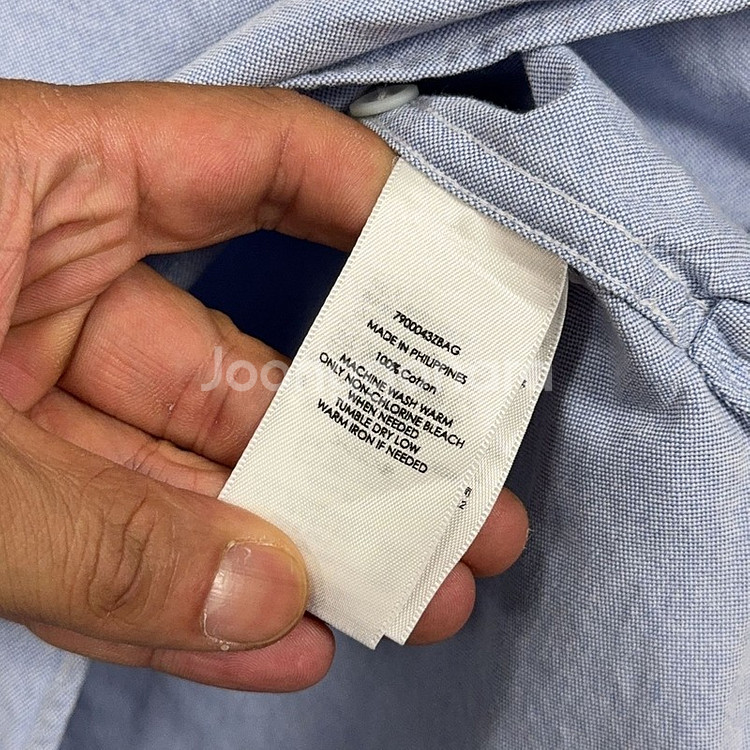 7900043ZBAG
MADE IN PHILIPPINES
100% Cotton
MACHINE WASH WARM
ONLY NON-CHLORINE BLEACH
WHEN NEEDED
TUMBLE DRY LOW
WARM IRON IF NEEDED